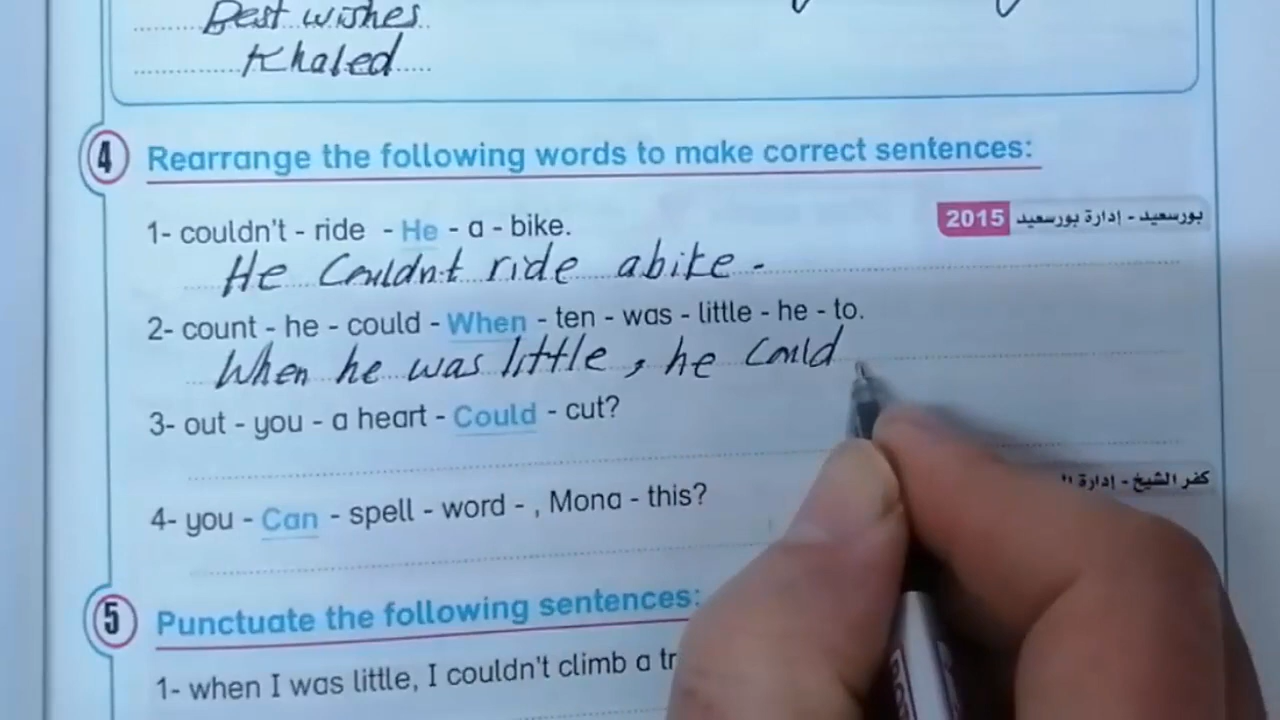 Best wishes
Khaled
4 Rearrange the following words to make correct sentences:
1- couldn't - ride - He - a - bike.
بورسعيد - إدارة بورسعيد 2015
He Couldn't ride a bike.
2- count - he - could - When - ten - was - little - he - to.
When he was little, he Could
3- out - you - a heart - Could - cut?
كفر الشيخ - إدارة
4- you - Can - spell - word - , Mona - this?
5 Punctuate the following sentences:
1- when I was little, I couldn't climb a tr